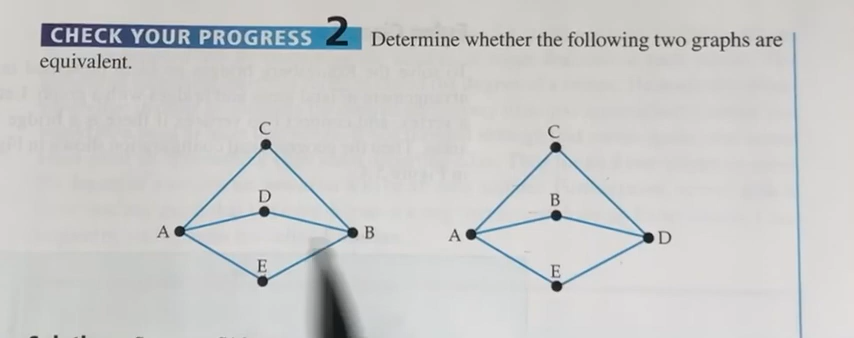 CHECK YOUR PROGRESS 2 Determine whether the following two graphs are
equivalent.
C
D
A
B
E
C
B
A
D
E